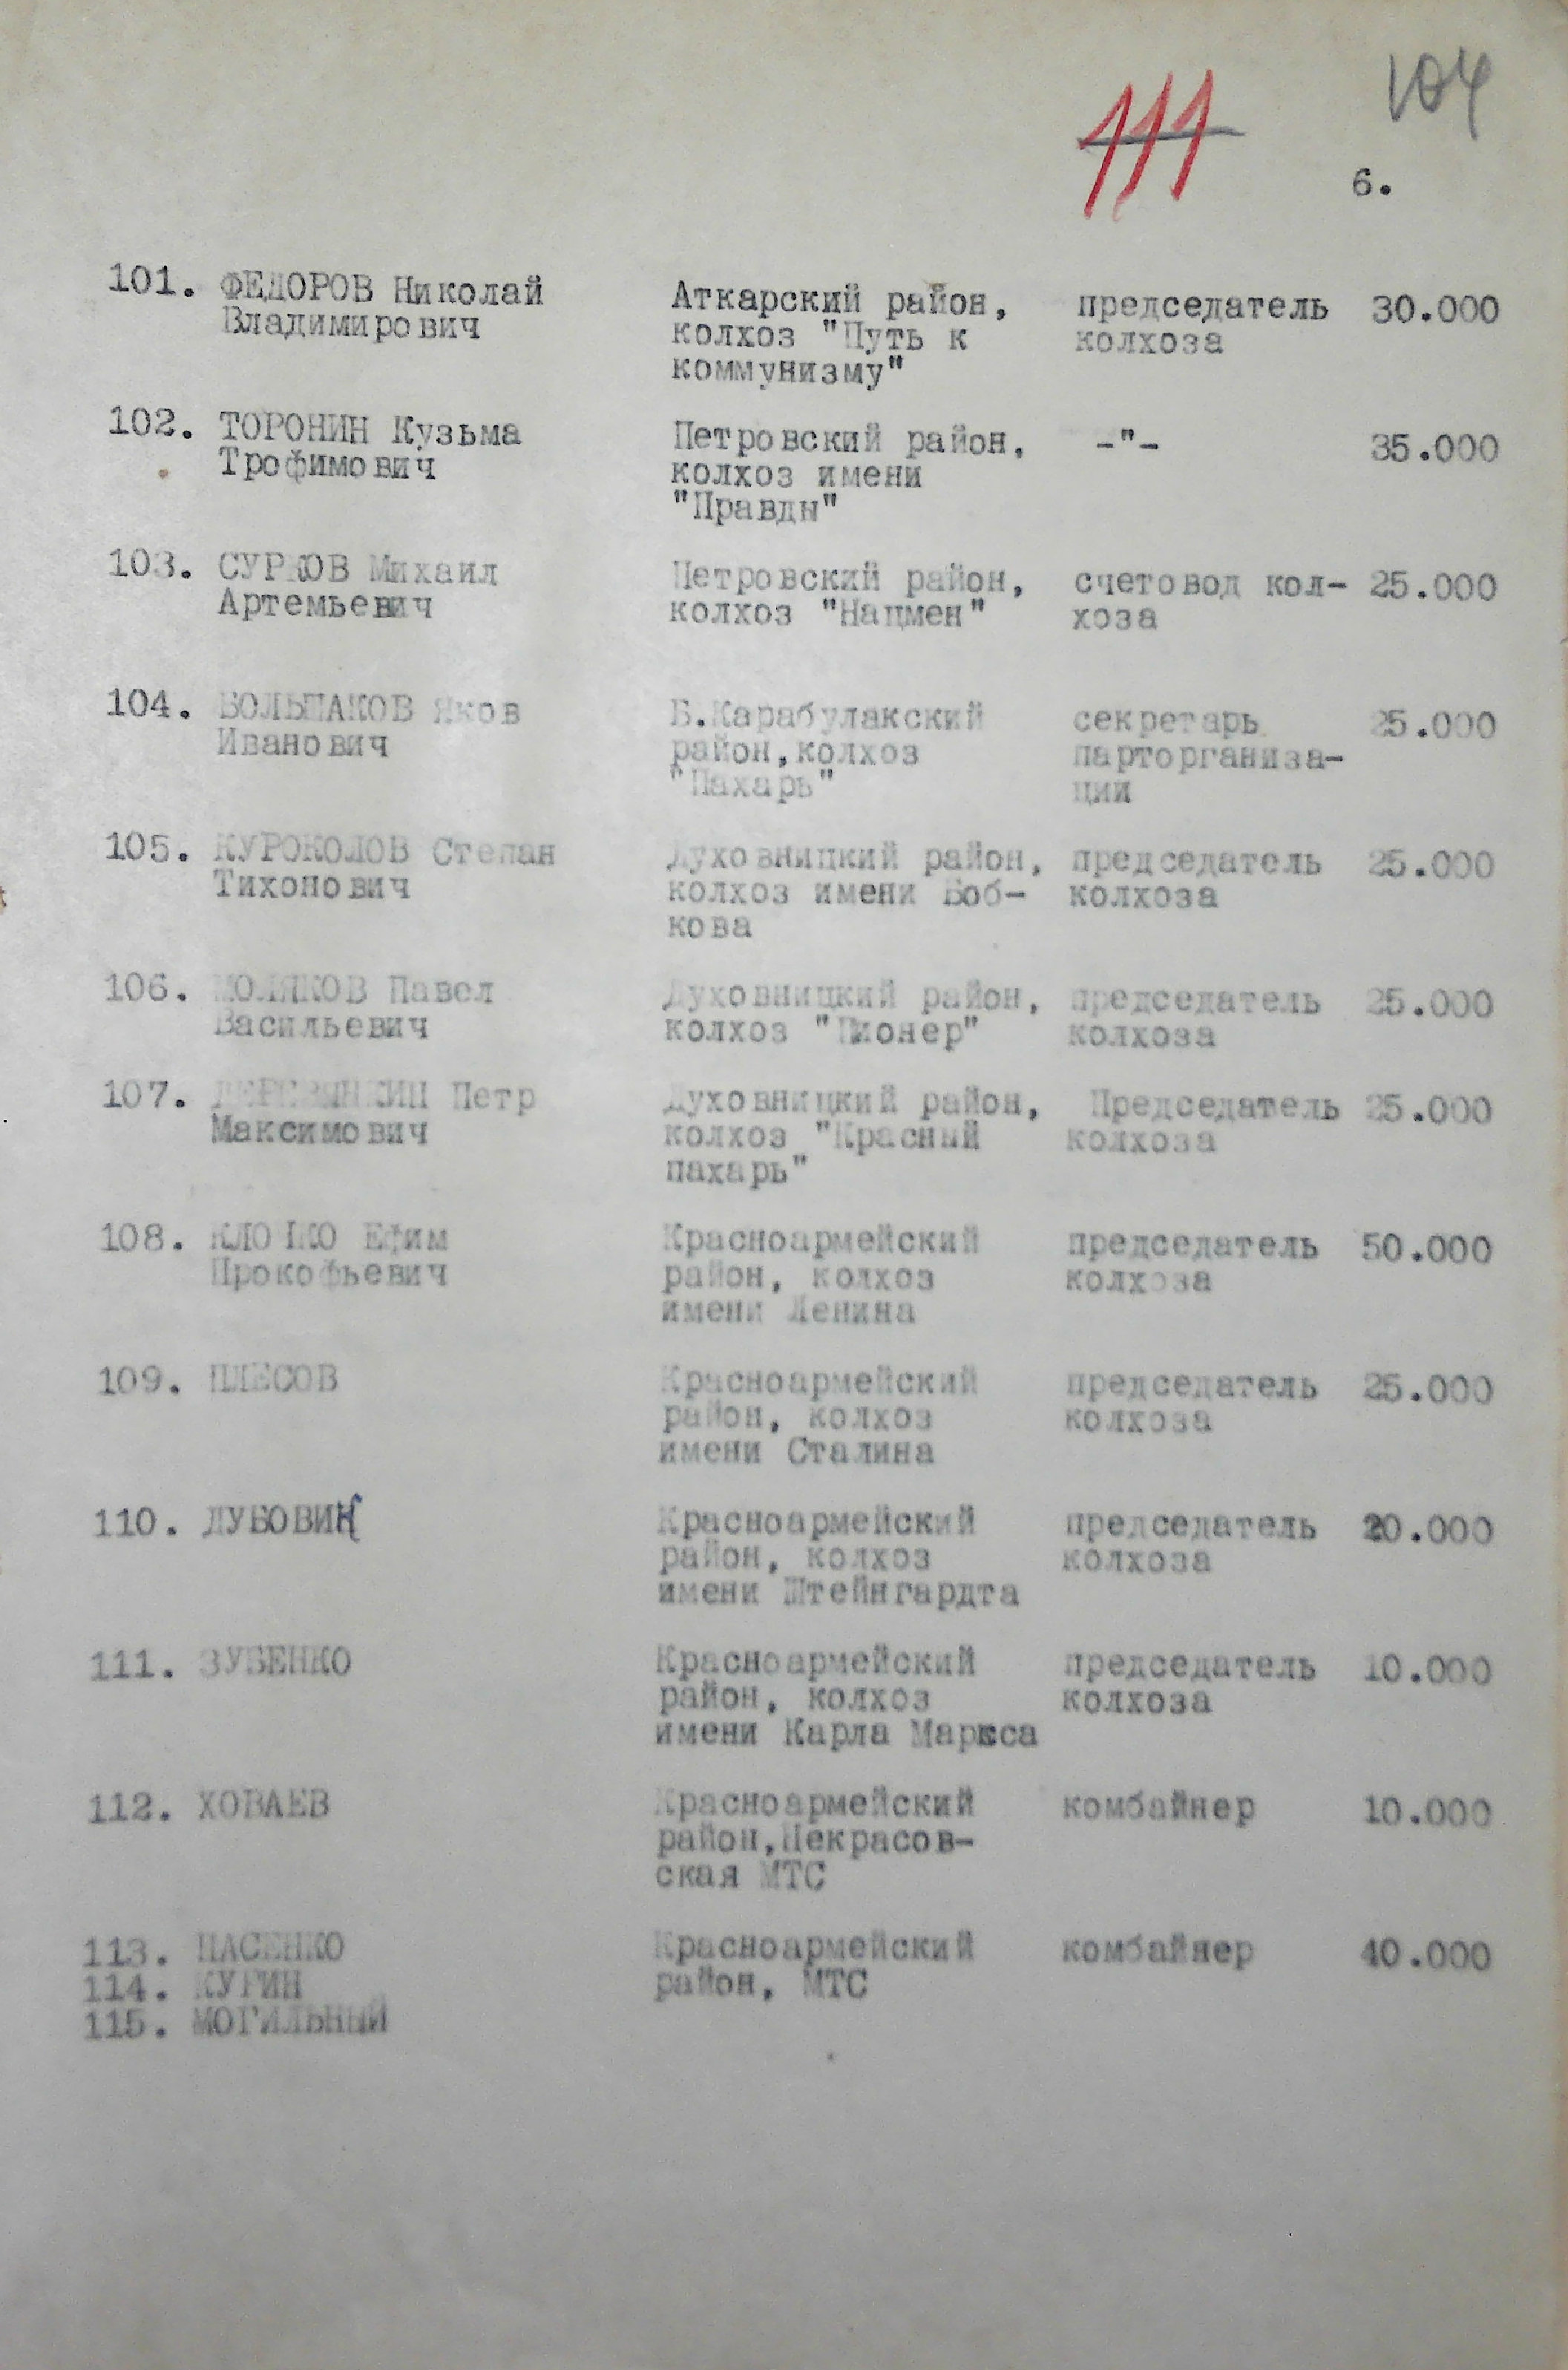 111 104
6.
101. ФЕДОРОВ Николай Аткарский район, председатель 30.000
Владимирович колхоз "Путь к колхоза
коммунизму"
102. ТОРОНИН Кузьма Петровский район, -"- 35.000
Трофимович колхоз имени
"Правды"
103. СУРКОВ Михаил Петровский район, счетовод кол- 25.000
Артемьевич колхоз "Нацмен" хоза
104. БОЛЬШАКОВ Яков Б.Карабулакский секретарь 25.000
Иванович район,колхоз парторганиза-
"Пахарь" ции
105. КУРОКОЛОВ Степан Духовницкий район, председатель 25.000
Тихонович колхоз имени Боб- колхоза
кова
106. Павел Духовницкий район, председатель 25.000
Васильевич колхоз "Пионер" колхоза
107. Петр Духовницкий район, Председатель 25.000
Максимович колхоз "Красный колхоза
пахарь"
108. Ефим Красноармейский председатель 50.000
Прокофьевич район, колхоз колхоза
имени Ленина
109. Красноармейский председатель 25.000
район, колхоз колхоза
имени Сталина
110. ДУБОВИК Красноармейский председатель 20.000
район, колхоз колхоза
имени Штейнгардта
111. ЗУБЕНКО Красноармейский председатель 10.000
район, колхоз колхоза
имени Карла Маркса
112. ХОВАЕВ Красноармейский комбайнер 10.000
район,Некрасов-
ская МТС
113. ПАСЕНКО Красноармейский комбайнер 40.000
114. район, МТС
115. МОГИЛЬНЫЙ